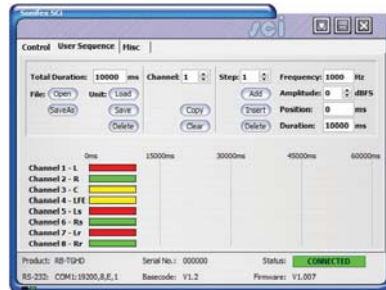 Sonifex SCi
sci
Control User Sequence Misc
Total Duration: 10000 ms Channel: 1 Step: 1 Frequency: 1000 Hz
File: Open Unit: Load Add Amplitude: 0 dBFS
SaveAs Save Copy Insert Position: 0 ms
Delete Clear Delete Duration: 10000 ms
0ms 15000ms 30000ms 45000ms 60000ms
Channel 1 - L
Channel 2 - R
Channel 3 - C
Channel 4 - LFE
Channel 5 - Ls
Channel 6 - Rs
Channel 7 - Lr
Channel 8 - Rr
Product: RB-TGHD Serial No.: 000000 Status: CONNECTED
RS-232: COM1:19200,8,E,1 Basecode: V1.2 Firmware: V1.007